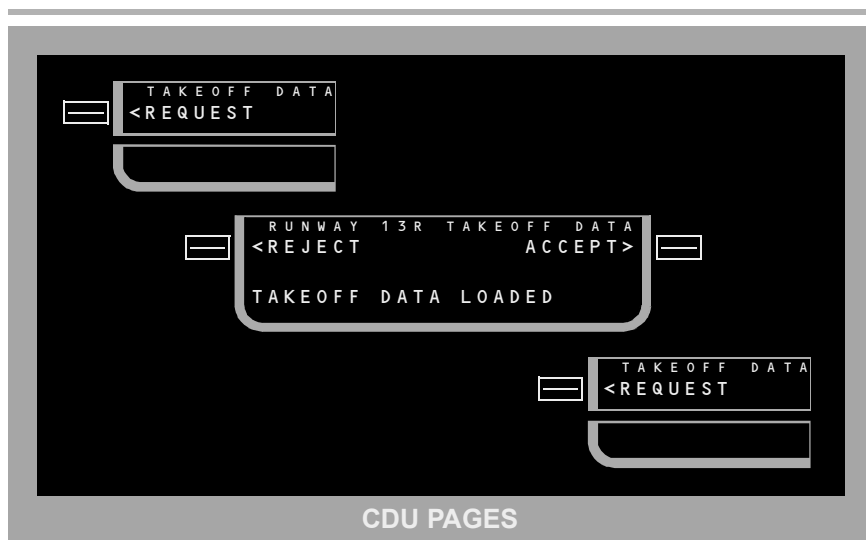 TAKEOFF DATA
<REQUEST
RUNWAY 13R TAKEOFF DATA
<REJECT ACCEPT>
TAKEOFF DATA LOADED
TAKEOFF DATA
<REQUEST
CDU PAGES